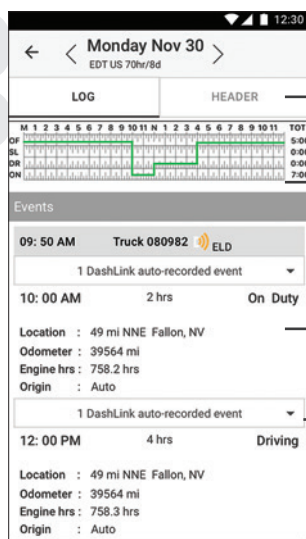 12:30
Monday Nov 30
EDT US 70hr/8d
LOG HEADER
M 1 2 3 4 5 6 7 8 9 10 11 N 1 2 3 4 5 6 7 8 9 10 11 TOT
OF 5:0
SL 0:0
DR 0:0
ON 7:0
Events
09: 50 AM Truck 080982 ELD
1 DashLink auto-recorded event
10: 00 AM 2 hrs On Duty
Location : 49 mi NNE Fallon, NV
Odometer : 39564 mi
Engine hrs : 758.2 hrs
Origin : Auto
1 DashLink auto-recorded event
12: 00 PM 4 hrs Driving
Location : 49 mi NNE Fallon, NV
Odometer : 39564 mi
Engine hrs : 758.3 hrs
Origin : Auto